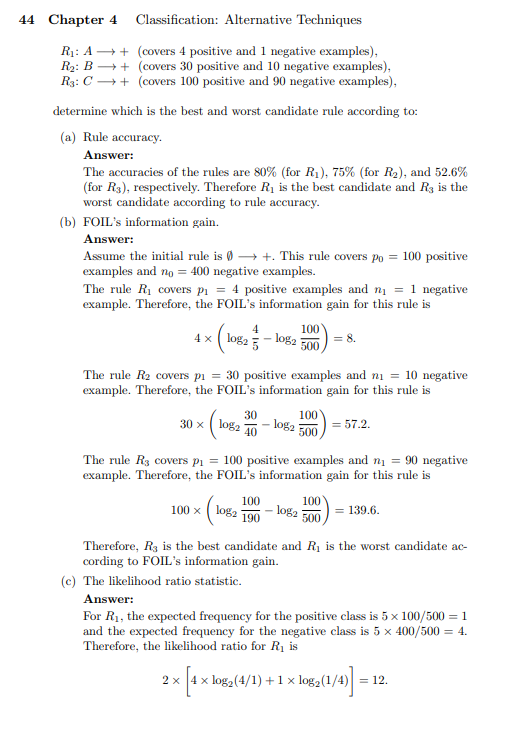 44 Chapter 4 Classification: Alternative Techniques
R₁: A ⟶ + (covers 4 positive and 1 negative examples),
R₂: B ⟶ + (covers 30 positive and 10 negative examples),
R₃: C ⟶ + (covers 100 positive and 90 negative examples),
determine which is the best and worst candidate rule according to:
(a) Rule accuracy.
Answer:
The accuracies of the rules are 80% (for R₁), 75% (for R₂), and 52.6%
(for R₃), respectively. Therefore R₁ is the best candidate and R₃ is the
worst candidate according to rule accuracy.
(b) FOIL's information gain.
Answer:
Assume the initial rule is ∅ ⟶ +. This rule covers p₀ = 100 positive
examples and n₀ = 400 negative examples.
The rule R₁ covers p₁ = 4 positive examples and n₁ = 1 negative
example. Therefore, the FOIL's information gain for this rule is
4 × ( log₂ 4/5 − log₂ 100/500 ) = 8.
The rule R₂ covers p₁ = 30 positive examples and n₁ = 10 negative
example. Therefore, the FOIL's information gain for this rule is
30 × ( log₂ 30/40 − log₂ 100/500 ) = 57.2.
The rule R₃ covers p₁ = 100 positive examples and n₁ = 90 negative
example. Therefore, the FOIL's information gain for this rule is
100 × ( log₂ 100/190 − log₂ 100/500 ) = 139.6.
Therefore, R₃ is the best candidate and R₁ is the worst candidate ac-
cording to FOIL's information gain.
(c) The likelihood ratio statistic.
Answer:
For R₁, the expected frequency for the positive class is 5 × 100/500 = 1
and the expected frequency for the negative class is 5 × 400/500 = 4.
Therefore, the likelihood ratio for R₁ is
2 × [ 4 × log₂(4/1) + 1 × log₂(1/4) ] = 12.